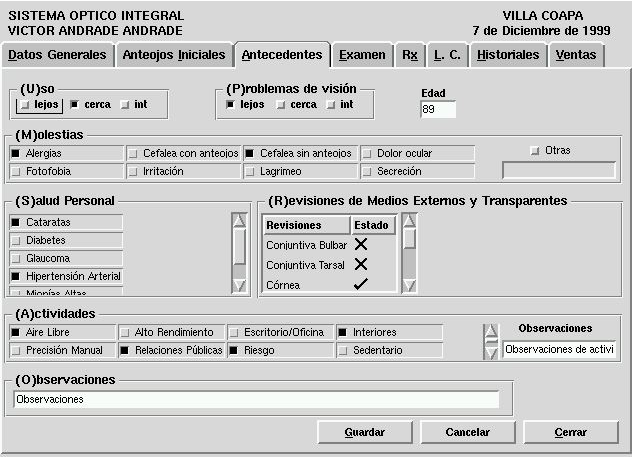 SISTEMA OPTICO INTEGRAL VILLA COAPA
VICTOR ANDRADE ANDRADE 7 de Diciembre de 1999
Datos Generales Anteojos Iniciales Antecedentes Examen Rx L. C. Historiales Ventas
(U)so (P)roblemas de visión Edad
lejos cerca int lejos cerca int 89
(M)olestias
Alergias Cefalea con anteojos Cefalea sin anteojos Dolor ocular Otras
Fotofobia Irritación Lagrimeo Secreción
(S)alud Personal (R)evisiones de Medios Externos y Transparentes
Cataratas Revisiones Estado
Diabetes Conjuntiva Bulbar
Glaucoma Conjuntiva Tarsal
Hipertensión Arterial Córnea
Miopías Altas
(A)ctividades
Aire Libre Alto Rendimiento Escritorio/Oficina Interiores Observaciones
Precisión Manual Relaciones Públicas Riesgo Sedentario Observaciones de activi
(O)bservaciones
Observaciones
Guardar Cancelar Cerrar